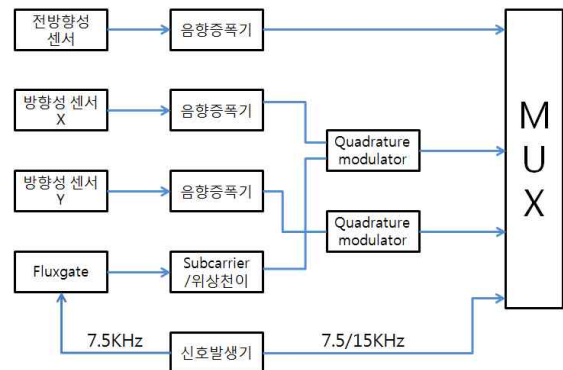 전방향성
센서
음향증폭기
방향성 센서
X
음향증폭기
Quadrature
modulator
방향성 센서
Y
음향증폭기
Quadrature
modulator
Fluxgate
Subcarrier
/위상천이
7.5KHz
신호발생기
7.5/15KHz
M
U
X